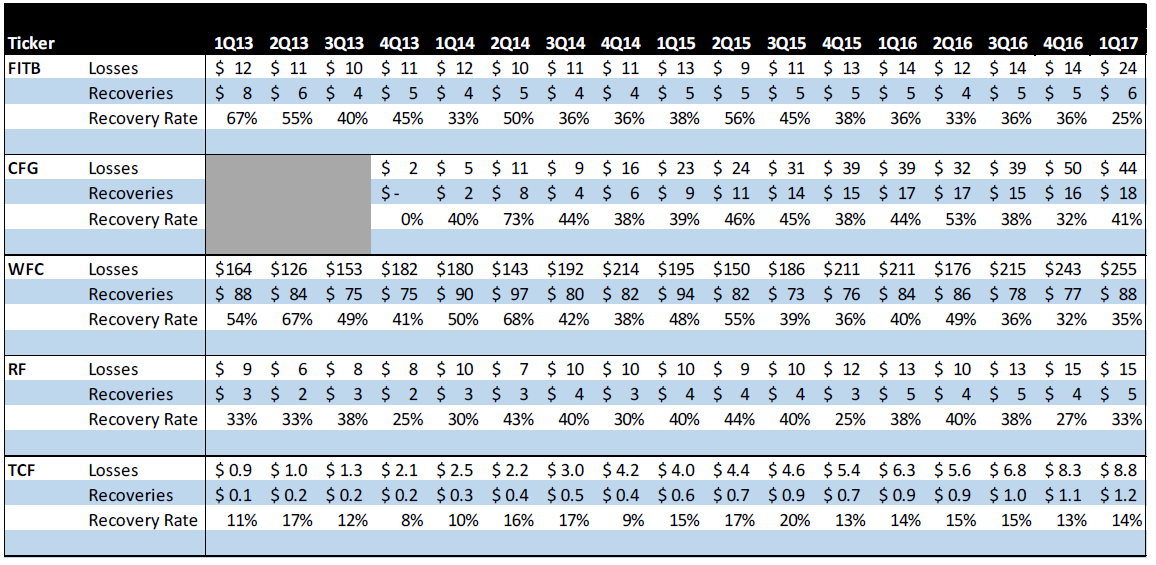 Ticker 1Q13 2Q13 3Q13 4Q13 1Q14 2Q14 3Q14 4Q14 1Q15 2Q15 3Q15 4Q15 1Q16 2Q16 3Q16 4Q16 1Q17
FITB Losses $ 12 $ 11 $ 10 $ 11 $ 12 $ 10 $ 11 $ 11 $ 13 $ 9 $ 11 $ 13 $ 14 $ 12 $ 14 $ 14 $ 24
Recoveries $ 8 $ 6 $ 4 $ 5 $ 4 $ 5 $ 4 $ 4 $ 5 $ 5 $ 5 $ 5 $ 5 $ 4 $ 5 $ 5 $ 6
Recovery Rate 67% 55% 40% 45% 33% 50% 36% 36% 38% 56% 45% 38% 36% 33% 36% 36% 25%
CFG Losses $ 2 $ 5 $ 11 $ 9 $ 16 $ 23 $ 24 $ 31 $ 39 $ 39 $ 32 $ 39 $ 50 $ 44
Recoveries $ - $ 2 $ 8 $ 4 $ 6 $ 9 $ 11 $ 14 $ 15 $ 17 $ 17 $ 15 $ 16 $ 18
Recovery Rate 0% 40% 73% 44% 38% 39% 46% 45% 38% 44% 53% 38% 32% 41%
WFC Losses $164 $126 $153 $182 $180 $143 $192 $214 $195 $150 $186 $211 $211 $176 $215 $243 $255
Recoveries $ 88 $ 84 $ 75 $ 75 $ 90 $ 97 $ 80 $ 82 $ 94 $ 82 $ 73 $ 76 $ 84 $ 86 $ 78 $ 77 $ 88
Recovery Rate 54% 67% 49% 41% 50% 68% 42% 38% 48% 55% 39% 36% 40% 49% 36% 32% 35%
RF Losses $ 9 $ 6 $ 8 $ 8 $ 10 $ 7 $ 10 $ 10 $ 10 $ 9 $ 10 $ 12 $ 13 $ 10 $ 13 $ 15 $ 15
Recoveries $ 3 $ 2 $ 3 $ 2 $ 3 $ 3 $ 4 $ 3 $ 4 $ 4 $ 4 $ 3 $ 5 $ 4 $ 5 $ 4 $ 5
Recovery Rate 33% 33% 38% 25% 30% 43% 40% 30% 40% 44% 40% 25% 38% 40% 38% 27% 33%
TCF Losses $ 0.9 $ 1.0 $ 1.3 $ 2.1 $ 2.5 $ 2.2 $ 3.0 $ 4.2 $ 4.0 $ 4.4 $ 4.6 $ 5.4 $ 6.3 $ 5.6 $ 6.8 $ 8.3 $ 8.8
Recoveries $ 0.1 $ 0.2 $ 0.2 $ 0.2 $ 0.3 $ 0.4 $ 0.5 $ 0.4 $ 0.6 $ 0.7 $ 0.9 $ 0.7 $ 0.9 $ 0.9 $ 1.0 $ 1.1 $ 1.2
Recovery Rate 11% 17% 12% 8% 10% 16% 17% 9% 15% 17% 20% 13% 14% 15% 15% 13% 14%